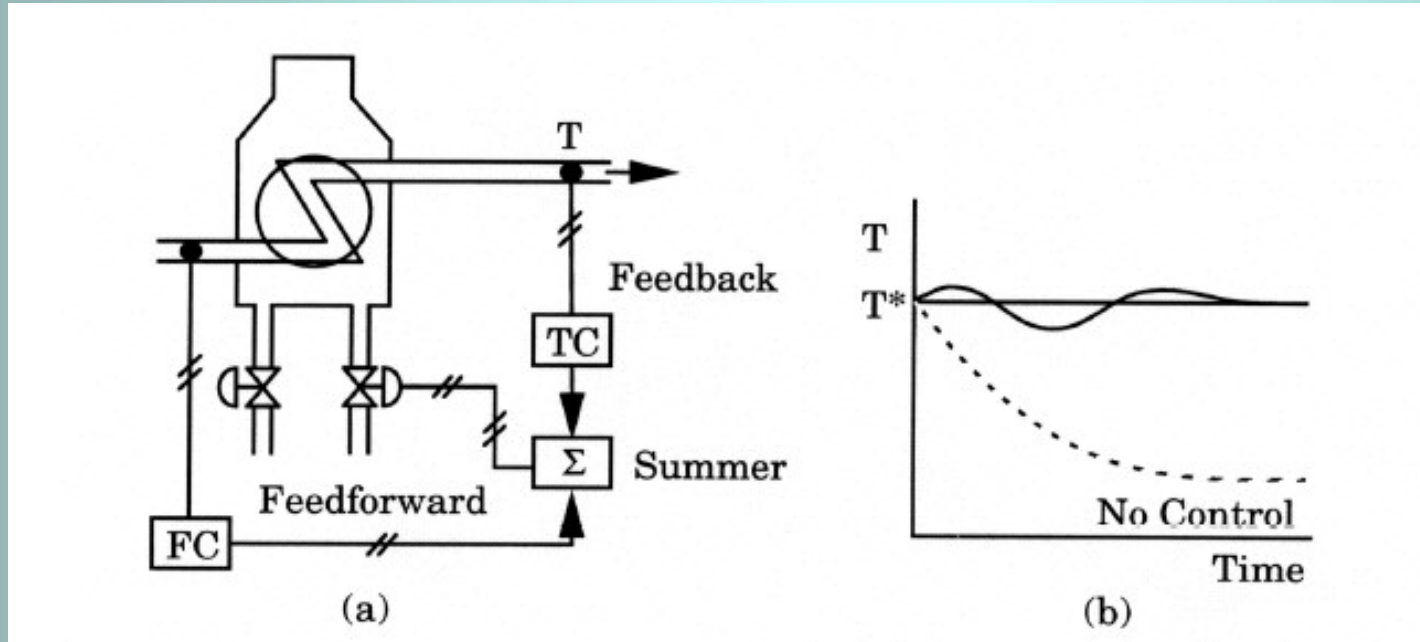 T
Feedback
TC
Σ Summer
Feedforward
FC
(a)
T
T*
No Control
Time
(b)